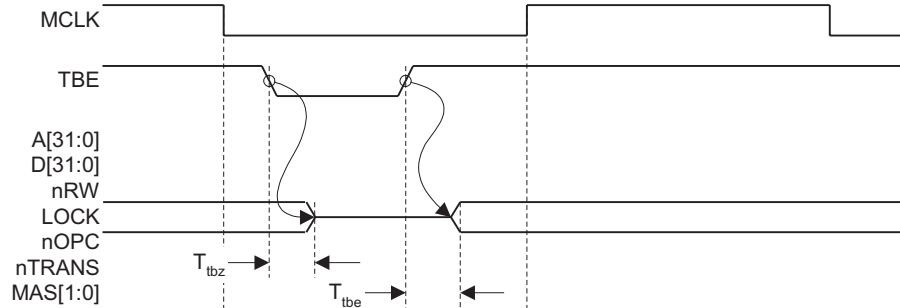 MCLK
TBE
A[31:0]
D[31:0]
nRW
LOCK
nOPC
nTRANS
MAS[1:0]
Ttbz
Ttbe